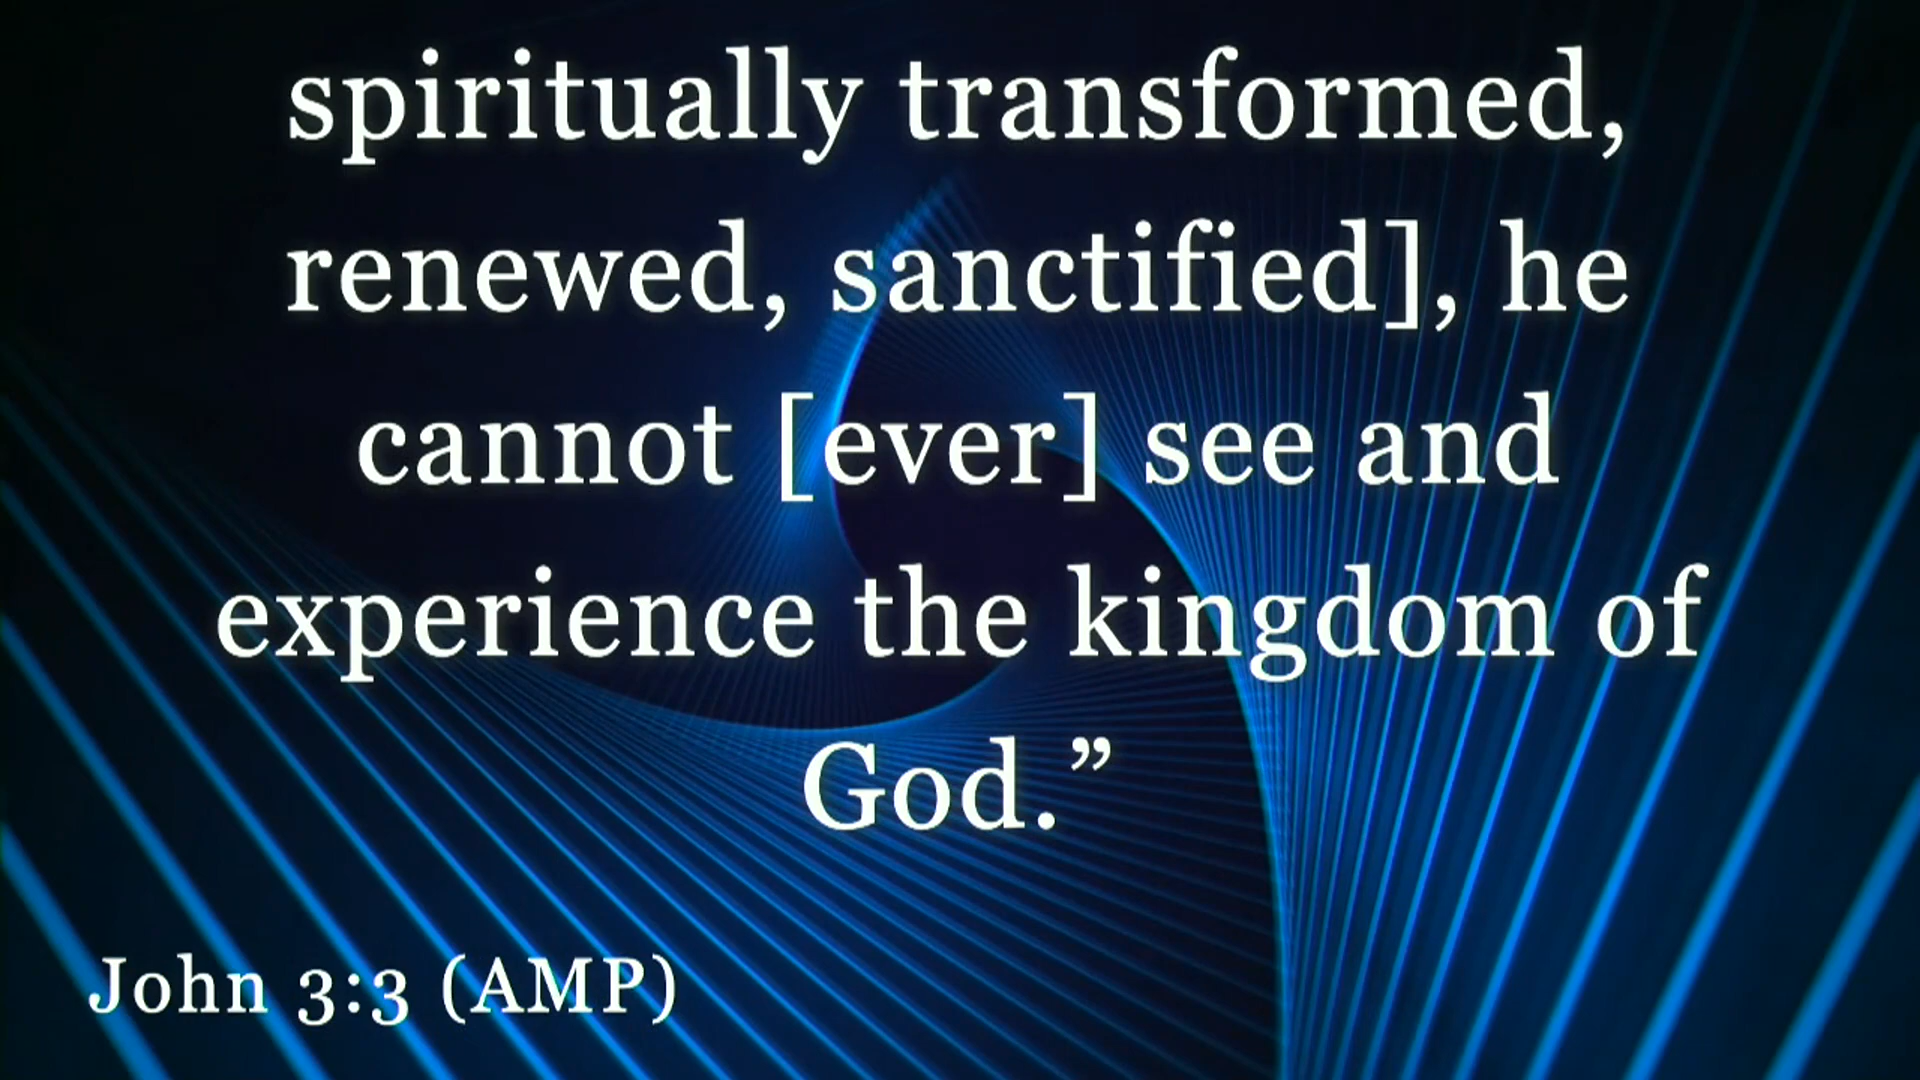 spiritually transformed,
renewed, sanctified], he
cannot [ever] see and
experience the kingdom of
God.”
John 3:3 (AMP)